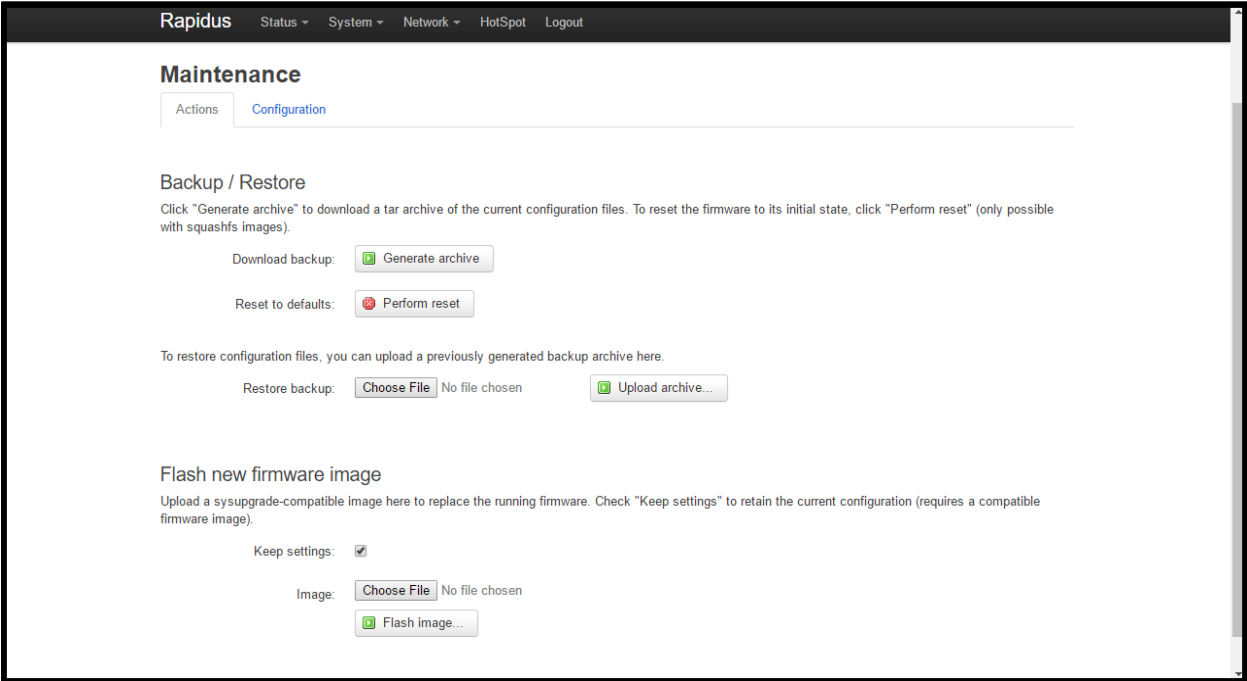 Rapidus Status System Network HotSpot Logout
Maintenance
Actions Configuration
Backup / Restore
Click "Generate archive" to download a tar archive of the current configuration files. To reset the firmware to its initial state, click "Perform reset" (only possible
with squashfs images).
Download backup: Generate archive
Reset to defaults: Perform reset
To restore configuration files, you can upload a previously generated backup archive here.
Restore backup: Choose File No file chosen Upload archive...
Flash new firmware image
Upload a sysupgrade-compatible image here to replace the running firmware. Check "Keep settings" to retain the current configuration (requires a compatible
firmware image).
Keep settings:
Image: Choose File No file chosen
Flash image...